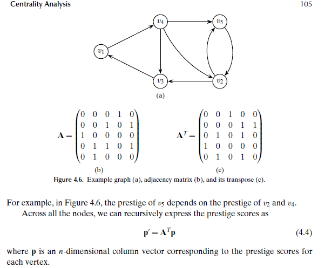 Centrality Analysis 105
v4 v5
v1
v3 v2
(a)
A = A^T =
0 0 0 1 0 0 0 1 0 0
0 0 1 0 1 0 0 0 1 1
1 0 0 0 0 0 1 0 1 0
0 1 1 0 1 1 0 0 0 0
0 1 0 0 0 0 1 0 1 0
(b) (c)
Figure 4.6. Example graph (a), adjacency matrix (b), and its transpose (c).
For example, in Figure 4.6, the prestige of v5 depends on the prestige of v2 and v4.
Across all the nodes, we can recursively express the prestige scores as
p′ = A^T p (4.4)
where p is an n-dimensional column vector corresponding to the prestige scores for
each vertex.